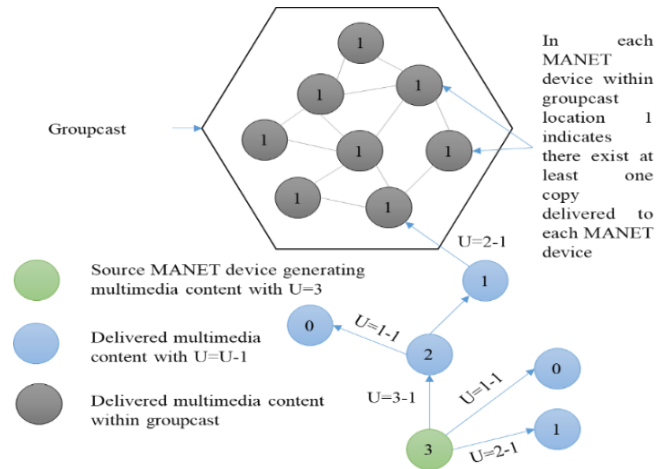 Groupcast
1
1
1
1
1
1
1
1
In each
MANET
device within
groupcast
location 1
indicates
there exist at
least one
copy
delivered to
each MANET
device
U=2-1
1
U=1-1
0
2
U=3-1
U=1-1
0
U=2-1
1
3
Source MANET device generating
multimedia content with U=3
Delivered multimedia
content with U=U-1
Delivered multimedia content
within groupcast